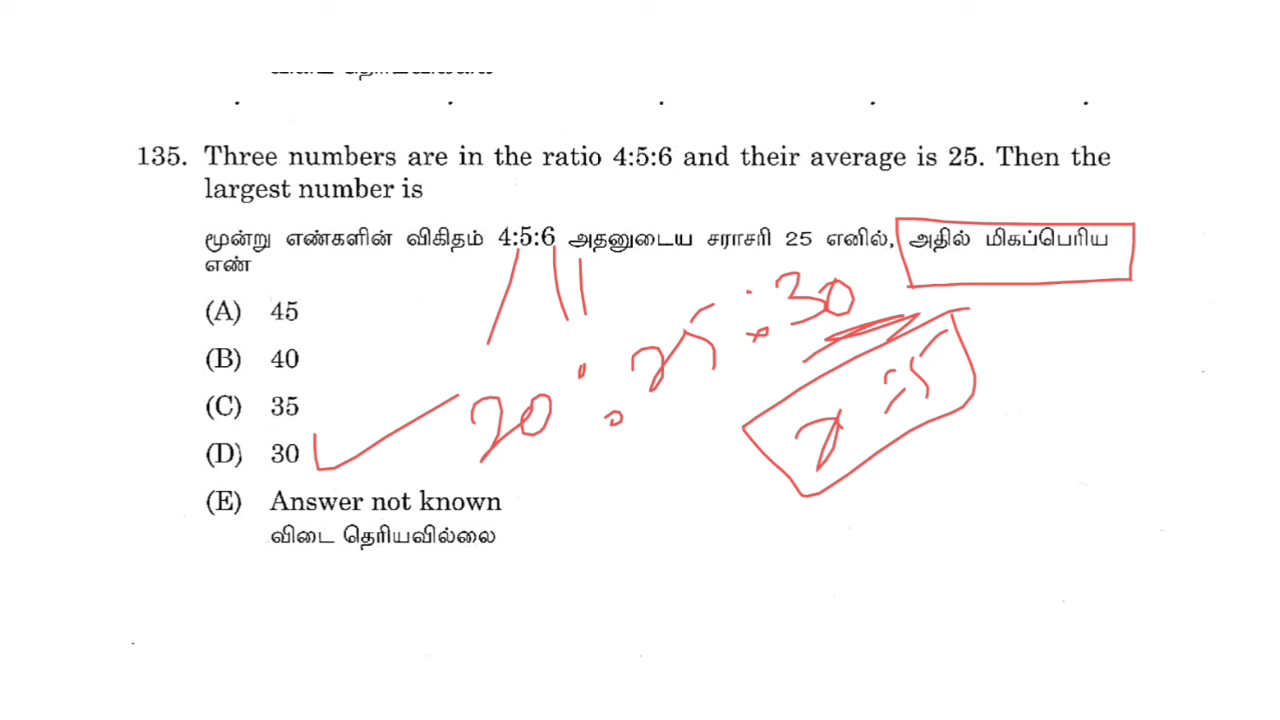 135. Three numbers are in the ratio 4:5:6 and their average is 25. Then the
largest number is
மூன்று எண்களின் விகிதம் 4:5:6 அதனுடைய சராசரி 25 எனில், அதில் மிகப்பெரிய
எண்
(A) 45
(B) 40
(C) 35
(D) 30
(E) Answer not known
விடை தெரியவில்லை
20 : 25 : 30